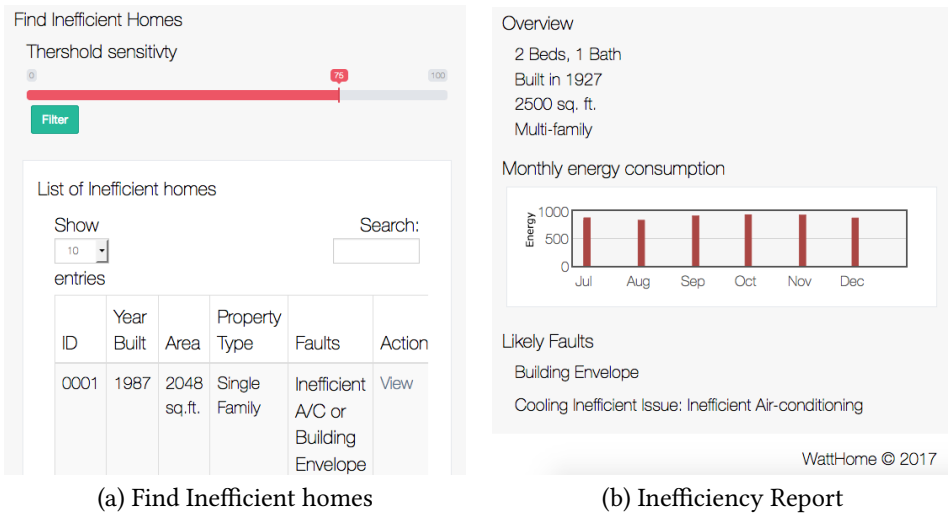 Find Inefficient Homes
Thershold sensitivty
0 75 100
Filter
List of Inefficient homes
Show
Search:
10
entries
ID Year Built Area Property Type Faults Action
0001 1987 2048 sq.ft. Single Family Inefficient A/C or Building Envelope View
(a) Find Inefficient homes
Overview
2 Beds, 1 Bath
Built in 1927
2500 sq. ft.
Multi-family
Monthly energy consumption
Energy
1000
500
0
Jul Aug Sep Oct Nov Dec
Likely Faults
Building Envelope
Cooling Inefficient Issue: Inefficient Air-conditioning
WattHome © 2017
(b) Inefficiency Report